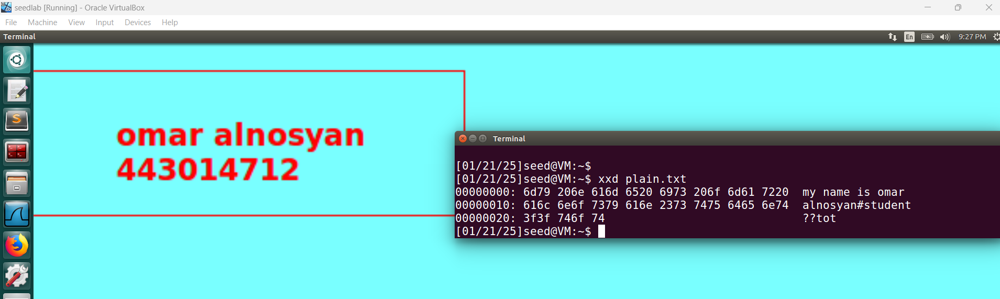 seedlab [Running] - Oracle VirtualBox
File Machine View Input Devices Help
Terminal En 9:27 PM
omar alnosyan
443014712
Terminal
[01/21/25]seed@VM:~$
[01/21/25]seed@VM:~$ xxd plain.txt
00000000: 6d79 206e 616d 6520 6973 206f 6d61 7220  my name is omar
00000010: 616c 6e6f 7379 616e 2373 7475 6465 6e74  alnosyan#student
00000020: 3f3f 746f 74                             ??tot
[01/21/25]seed@VM:~$